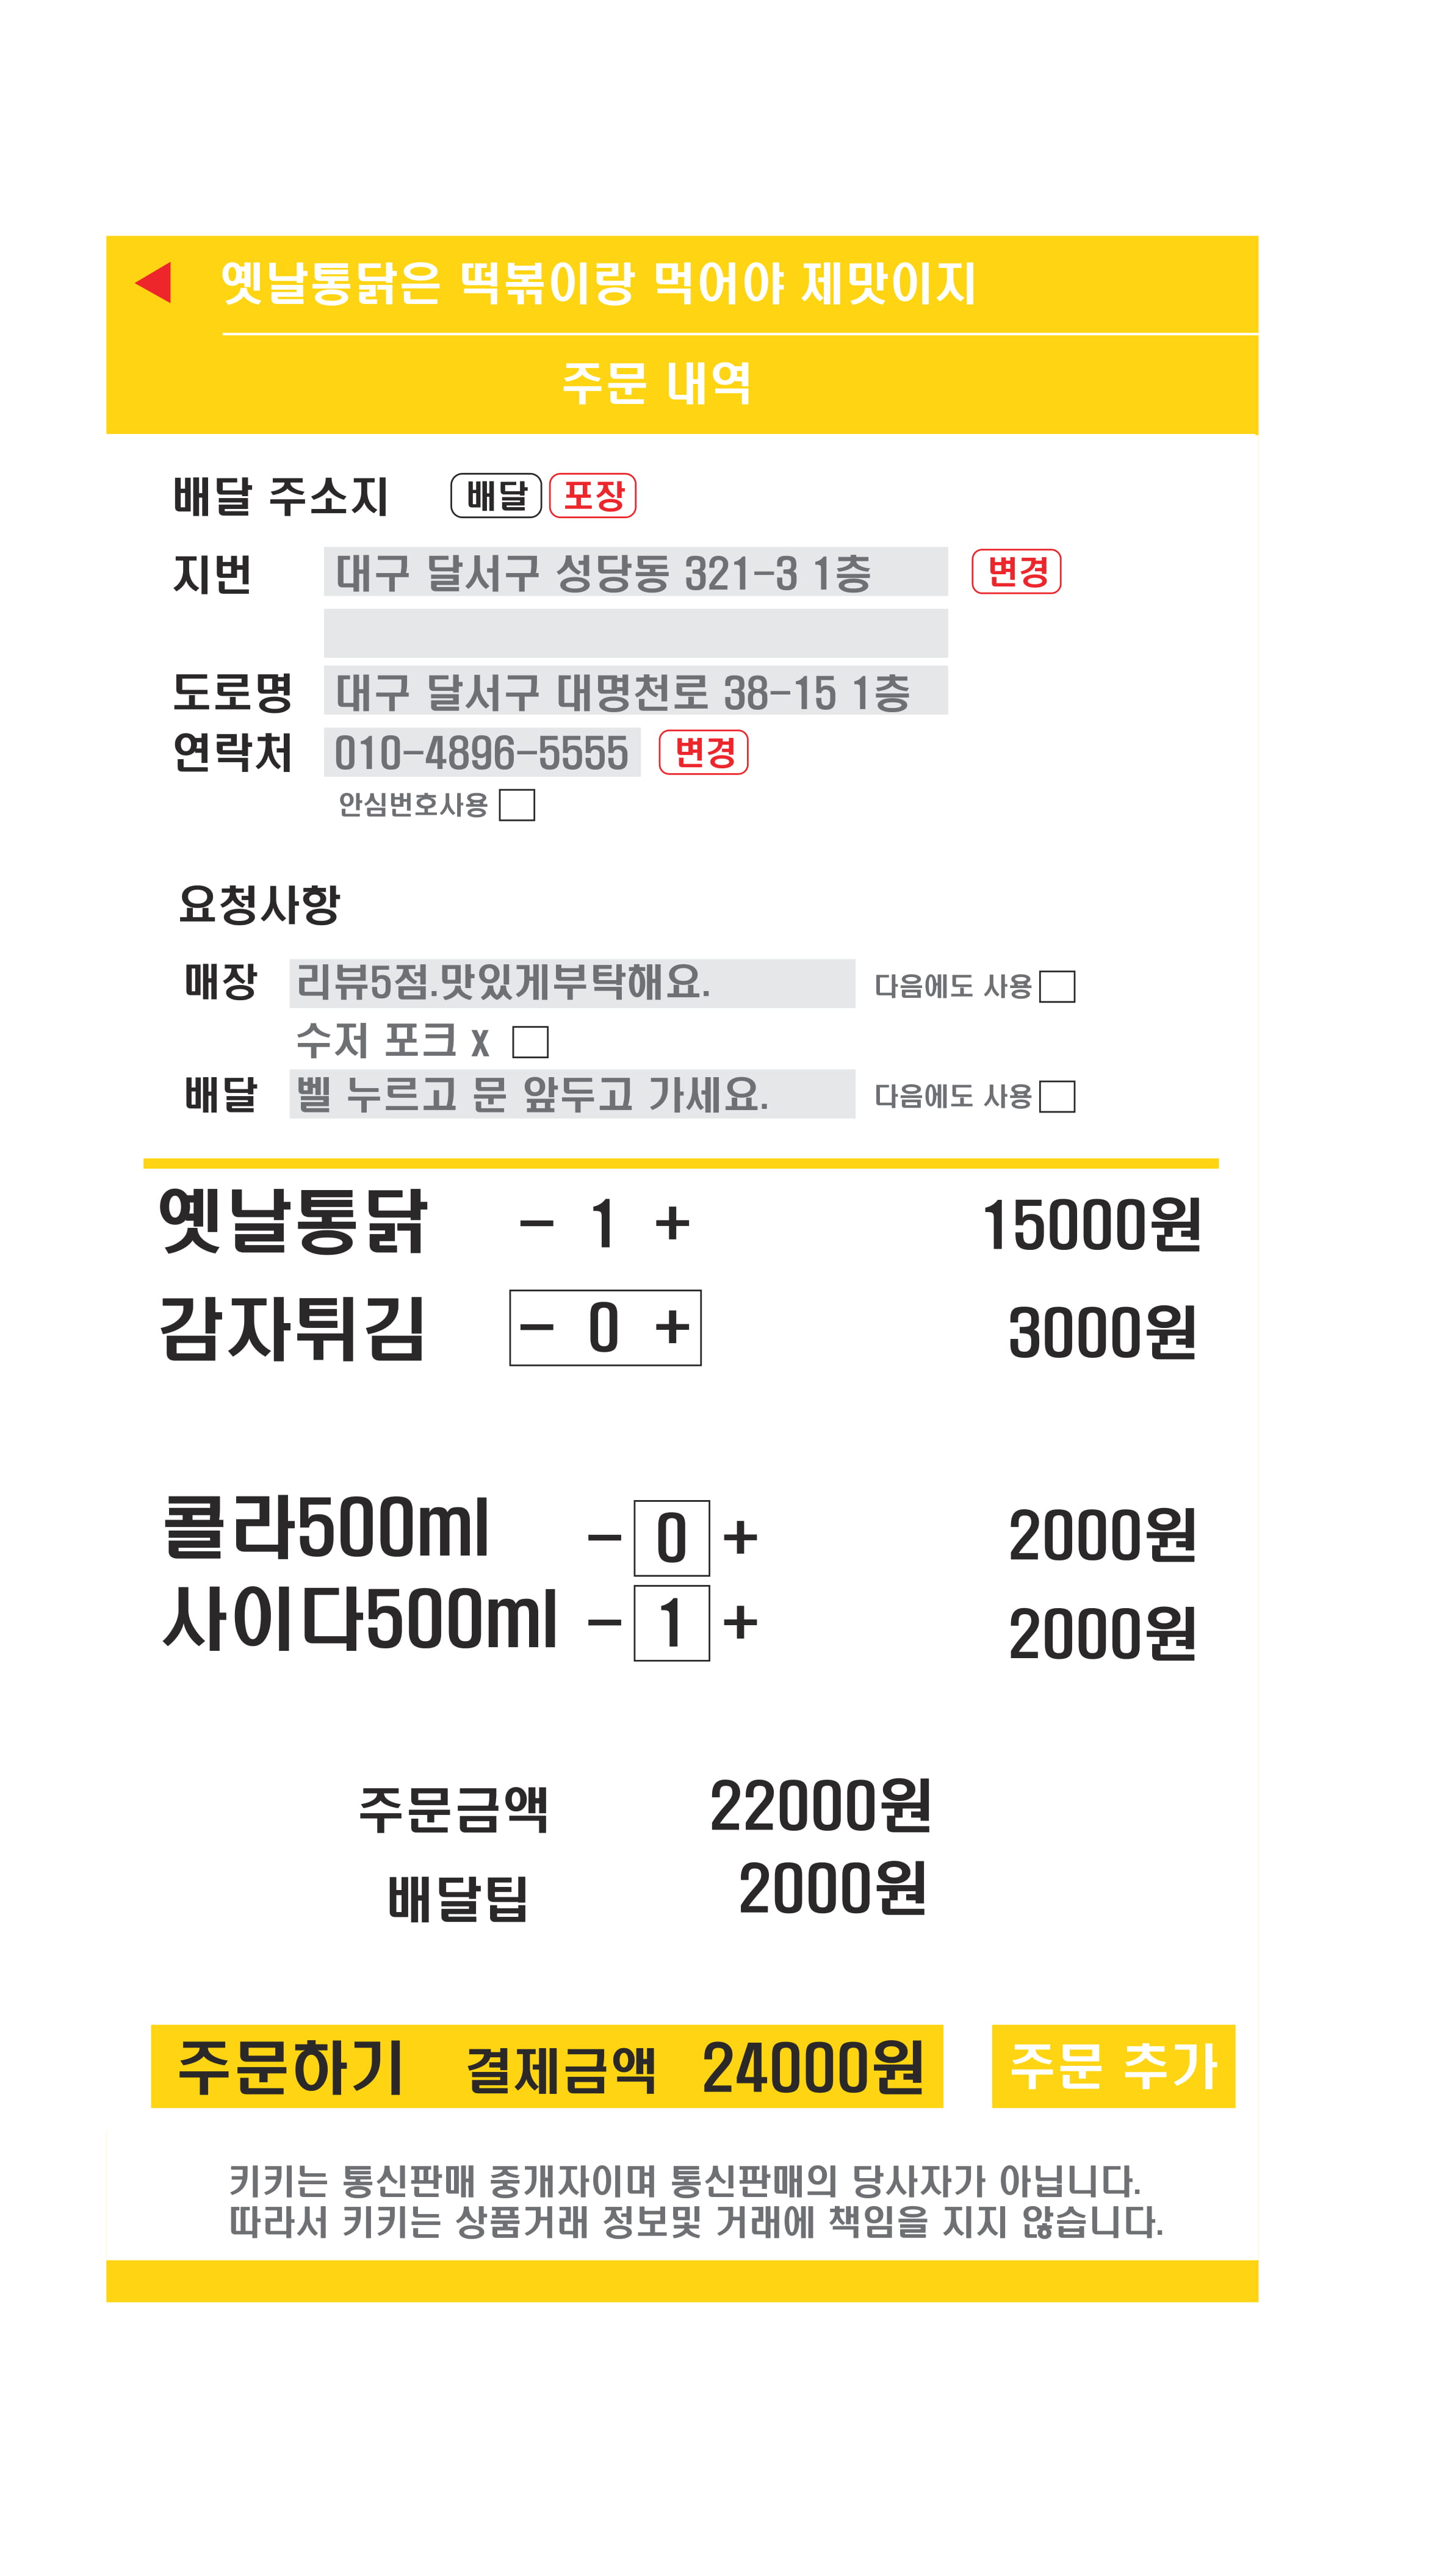 옛날통닭은 떡볶이랑 먹어야 제맛이지
주문 내역
배달 주소지 배달 포장
지번 대구 달서구 성당동 321-3 1층 변경
도로명 대구 달서구 대명천로 38-15 1층
연락처 010-4896-5555 변경
안심번호사용
요청사항
매장 리뷰5점.맛있게부탁해요. 다음에도 사용
수저 포크 x
배달 벨 누르고 문 앞두고 가세요. 다음에도 사용
옛날통닭 - 1 + 15000원
감자튀김 - 0 + 3000원
콜라500ml - 0 + 2000원
사이다500ml - 1 + 2000원
주문금액 22000원
배달팁 2000원
주문하기 결제금액 24000원 주문 추가
키키는 통신판매 중개자이며 통신판매의 당사자가 아닙니다.
따라서 키키는 상품거래 정보및 거래에 책임을 지지 않습니다.